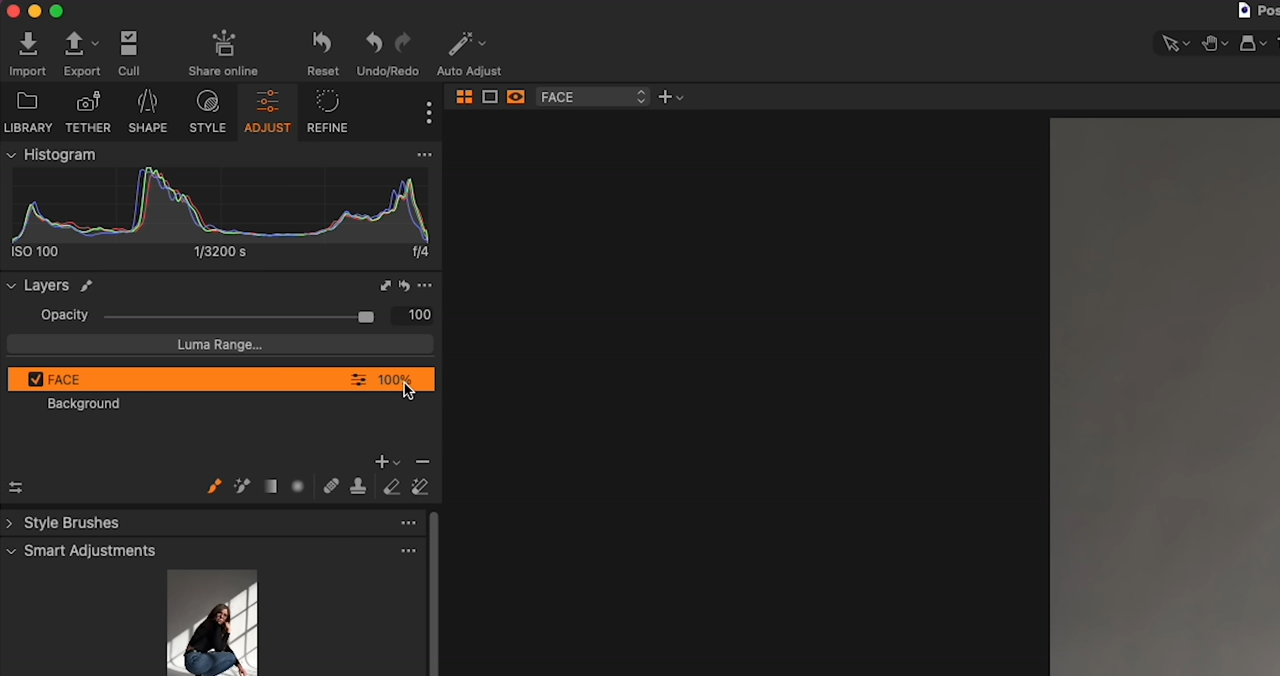 Pos
Import Export Cull Share online Reset Undo/Redo Auto Adjust
LIBRARY TETHER SHAPE STYLE ADJUST REFINE
FACE
Histogram
ISO 100 1/3200 s f/4
Layers
Opacity 100
Luma Range...
FACE 100%
Background
Style Brushes
Smart Adjustments